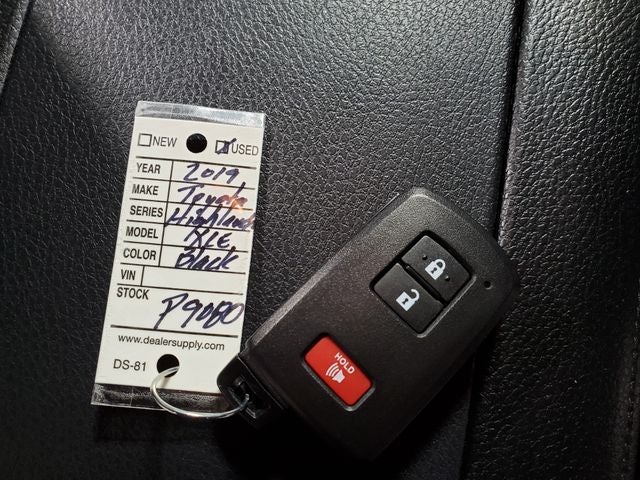 NEW USED
YEAR 2019
MAKE Toyota
SERIES Highlander
MODEL XLE
COLOR Black
VIN
STOCK P9080
www.dealersupply.com
DS-81
HOLD